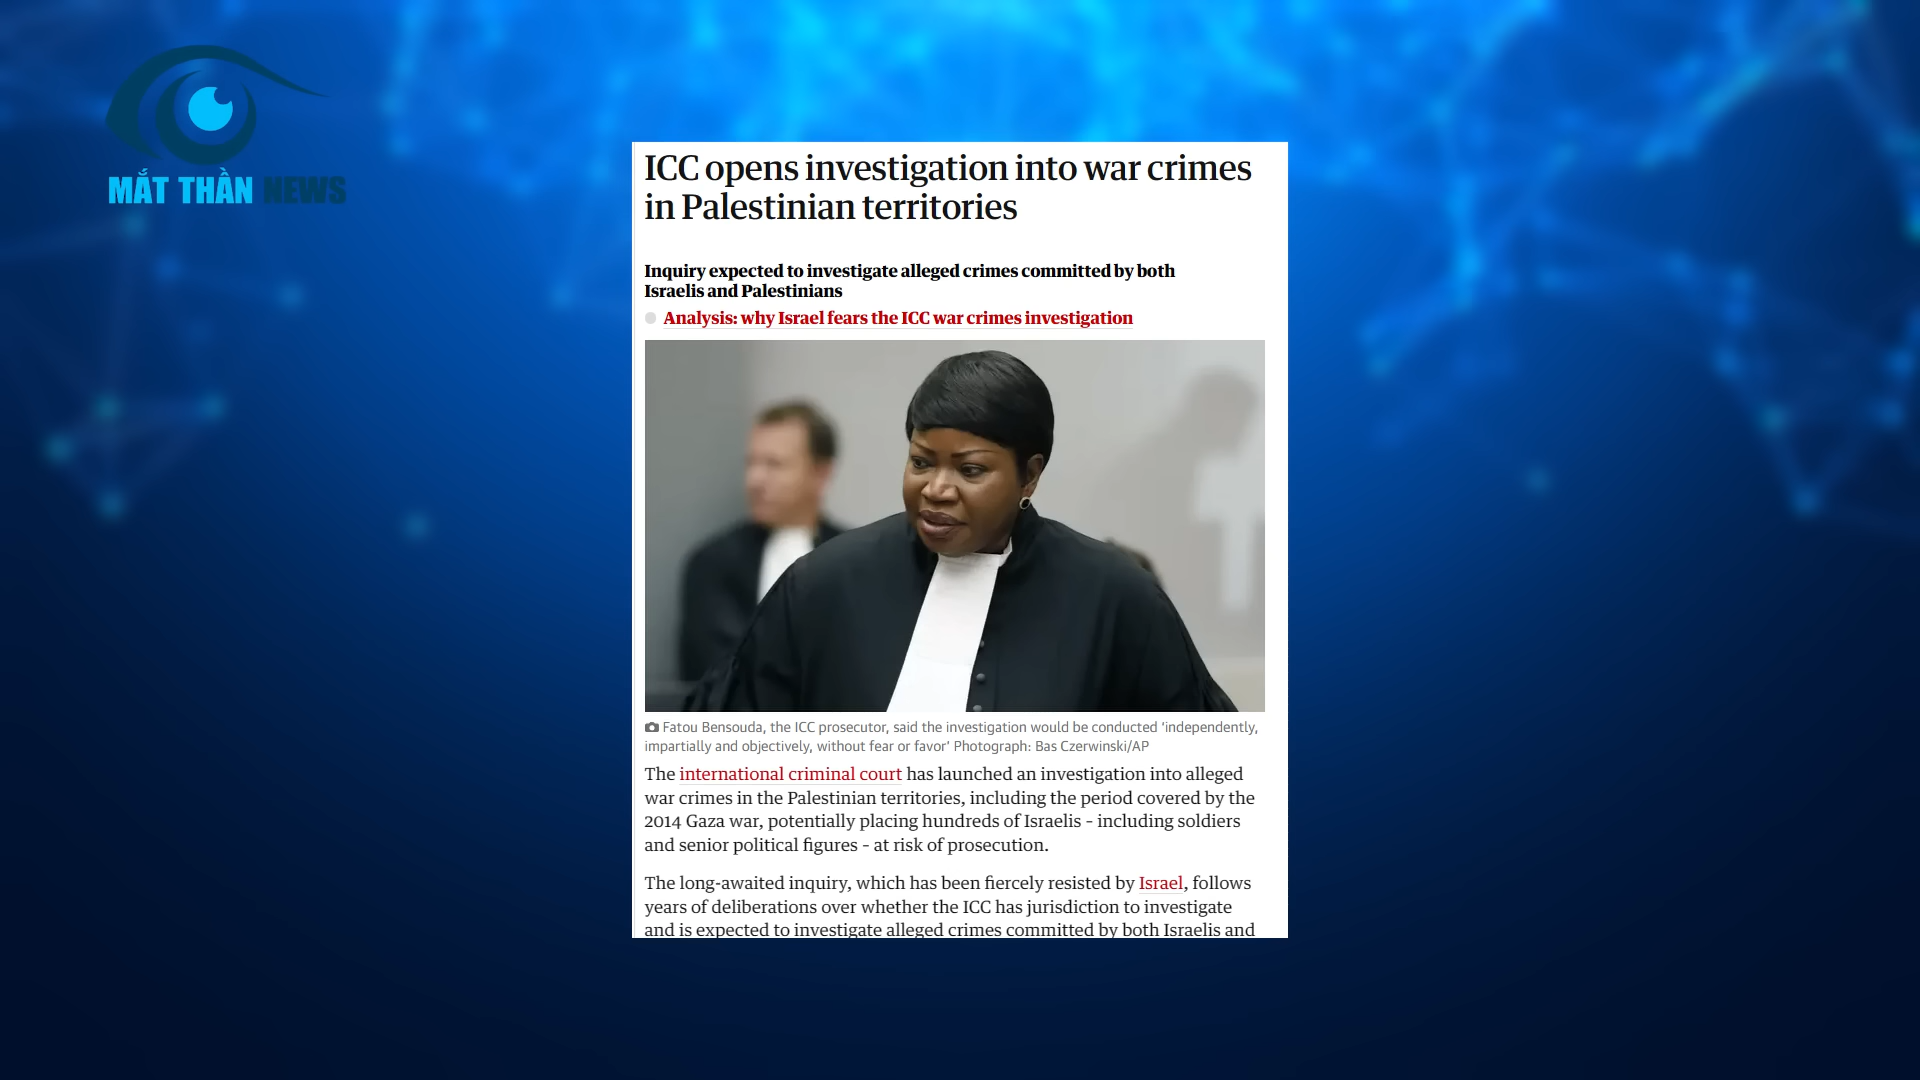 MẮT THẦN NEWS
ICC opens investigation into war crimes
in Palestinian territories
Inquiry expected to investigate alleged crimes committed by both
Israelis and Palestinians
Analysis: why Israel fears the ICC war crimes investigation
Fatou Bensouda, the ICC prosecutor, said the investigation would be conducted ‘independently,
impartially and objectively, without fear or favor’ Photograph: Bas Czerwinski/AP
The international criminal court has launched an investigation into alleged
war crimes in the Palestinian territories, including the period covered by the
2014 Gaza war, potentially placing hundreds of Israelis – including soldiers
and senior political figures – at risk of prosecution.
The long-awaited inquiry, which has been fiercely resisted by Israel, follows
years of deliberations over whether the ICC has jurisdiction to investigate
and is expected to investigate alleged crimes committed by both Israelis and